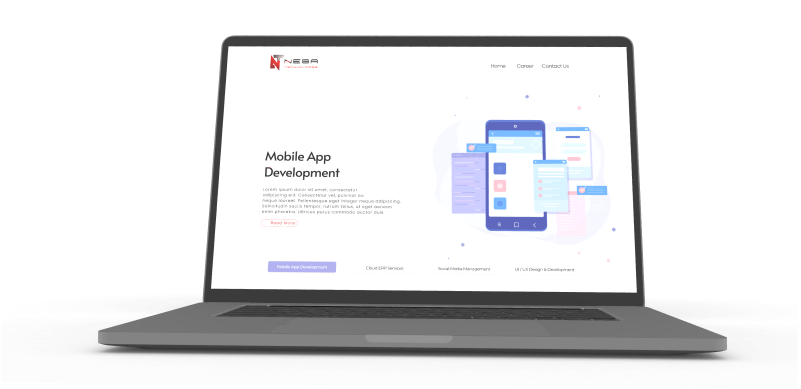 NEBA
Home Career Contact Us
Mobile App
Development
Lorem ipsum dolor sit amet, consectetur
adipiscing elit. Consectetur vel, pulvinar eu
neque laoreet. Pellentesque eget integer neque adipiscing.
Sollicitudin sociis tempor, rutrum tellus, ut eget aenean
enim pharetra. Ultrices purus commodo auctor Duis
Read More
Mobile App Development
Cloud ERP Services
Social Media Management
UI / UX Design & Development